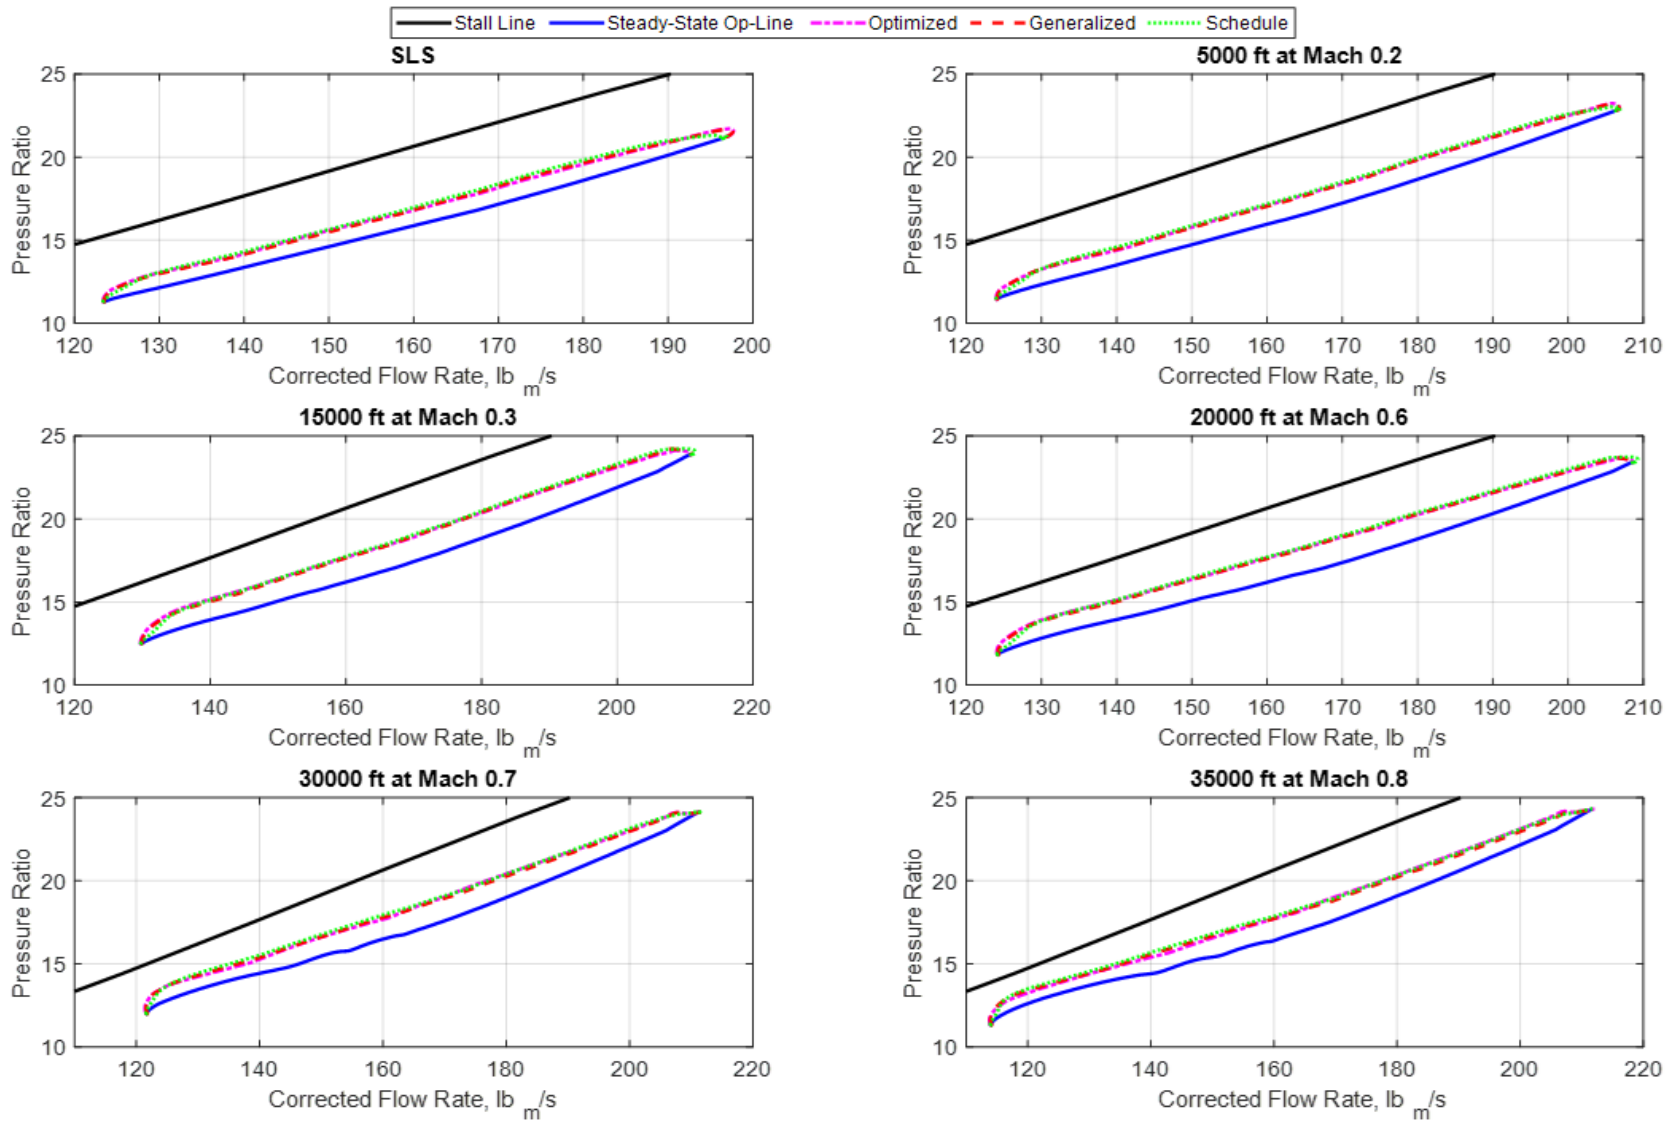 Stall Line Steady-State Op-Line Optimized Generalized Schedule
SLS
25
20
15
10
Pressure Ratio
120 130 140 150 160 170 180 190 200
Corrected Flow Rate, lb m/s
5000 ft at Mach 0.2
25
20
15
10
Pressure Ratio
120 130 140 150 160 170 180 190 200 210
Corrected Flow Rate, lb m/s
15000 ft at Mach 0.3
25
20
15
10
Pressure Ratio
120 140 160 180 200 220
Corrected Flow Rate, lb m/s
20000 ft at Mach 0.6
25
20
15
10
Pressure Ratio
120 130 140 150 160 170 180 190 200 210
Corrected Flow Rate, lb m/s
30000 ft at Mach 0.7
25
20
15
10
Pressure Ratio
120 140 160 180 200 220
Corrected Flow Rate, lb m/s
35000 ft at Mach 0.8
25
20
15
10
Pressure Ratio
120 140 160 180 200 220
Corrected Flow Rate, lb m/s